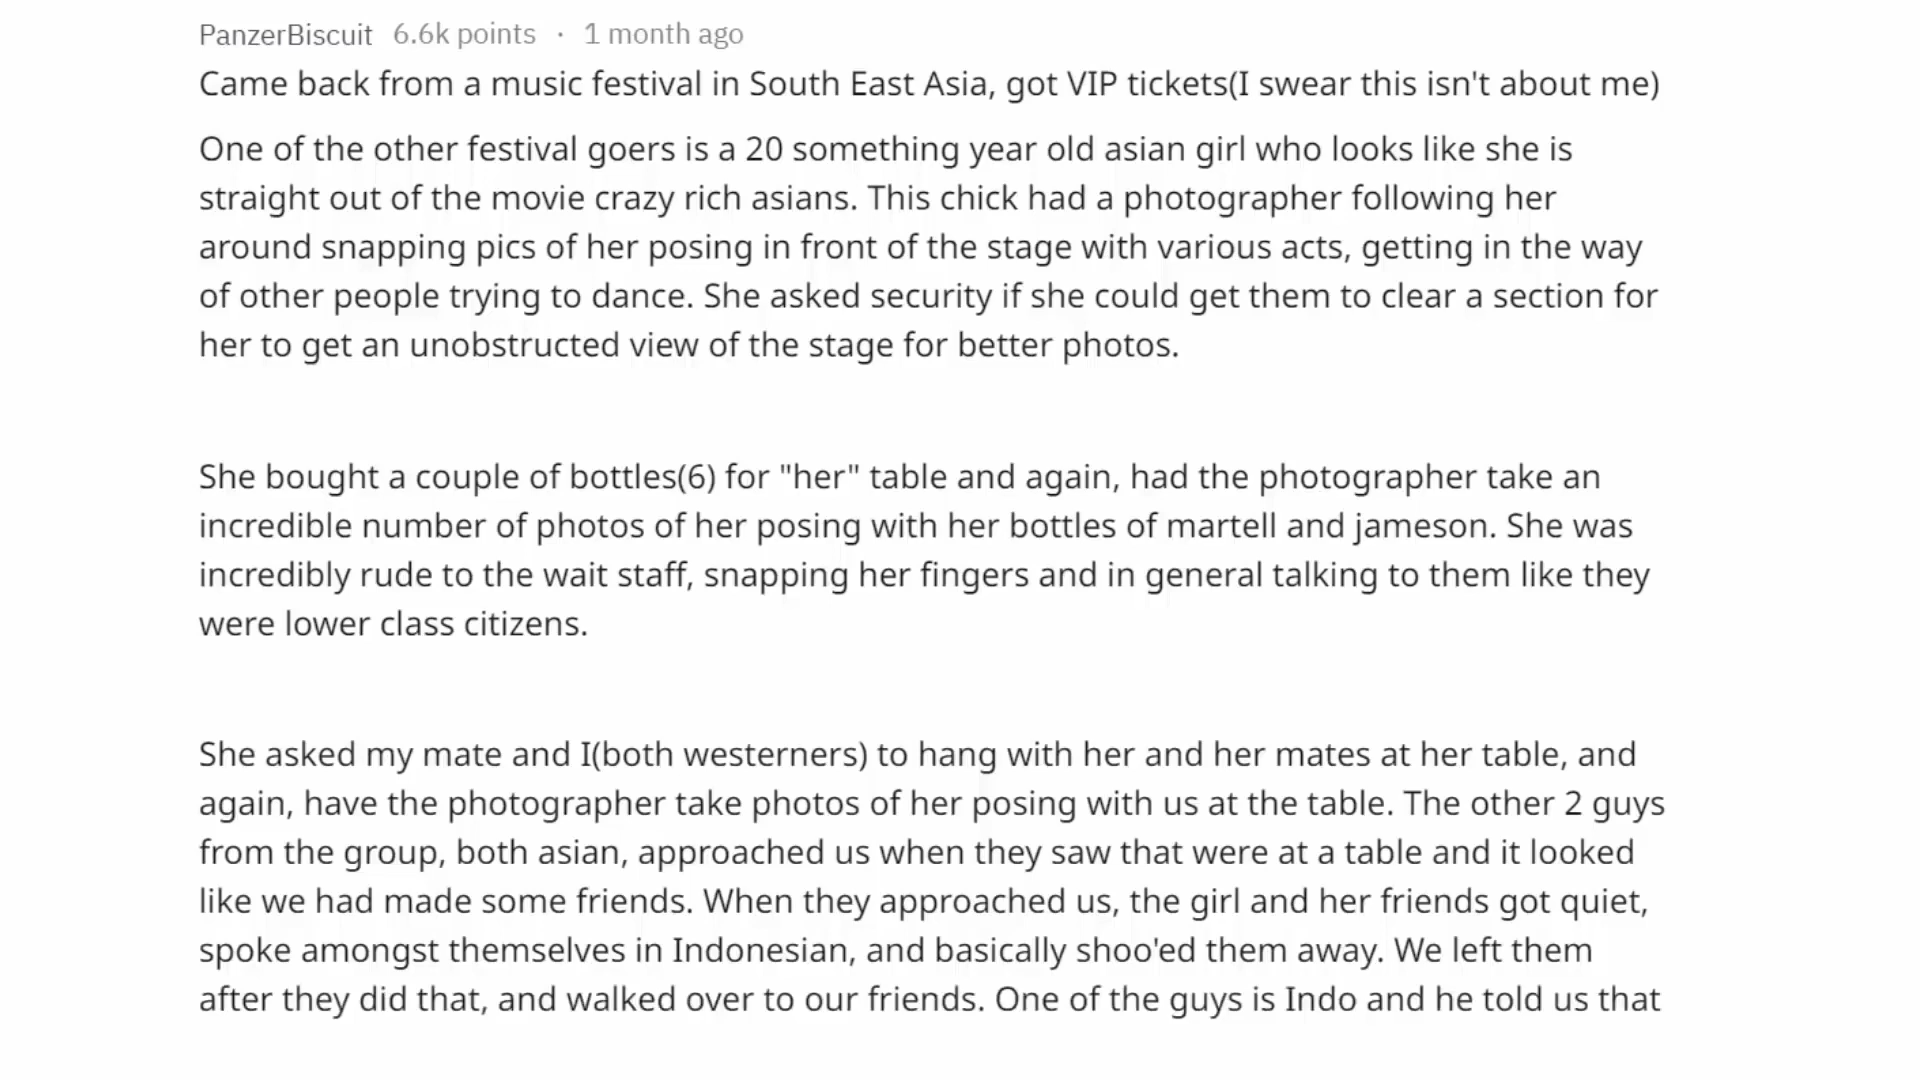 PanzerBiscuit 6.6k points · 1 month ago
Came back from a music festival in South East Asia, got VIP tickets(I swear this isn't about me)
One of the other festival goers is a 20 something year old asian girl who looks like she is
straight out of the movie crazy rich asians. This chick had a photographer following her
around snapping pics of her posing in front of the stage with various acts, getting in the way
of other people trying to dance. She asked security if she could get them to clear a section for
her to get an unobstructed view of the stage for better photos.
She bought a couple of bottles(6) for "her" table and again, had the photographer take an
incredible number of photos of her posing with her bottles of martell and jameson. She was
incredibly rude to the wait staff, snapping her fingers and in general talking to them like they
were lower class citizens.
She asked my mate and I(both westerners) to hang with her and her mates at her table, and
again, have the photographer take photos of her posing with us at the table. The other 2 guys
from the group, both asian, approached us when they saw that were at a table and it looked
like we had made some friends. When they approached us, the girl and her friends got quiet,
spoke amongst themselves in Indonesian, and basically shoo'ed them away. We left them
after they did that, and walked over to our friends. One of the guys is Indo and he told us that